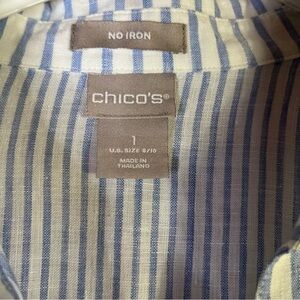 NO IRON
chico's®
1
U.S. SIZE 8/10
MADE IN
THAILAND